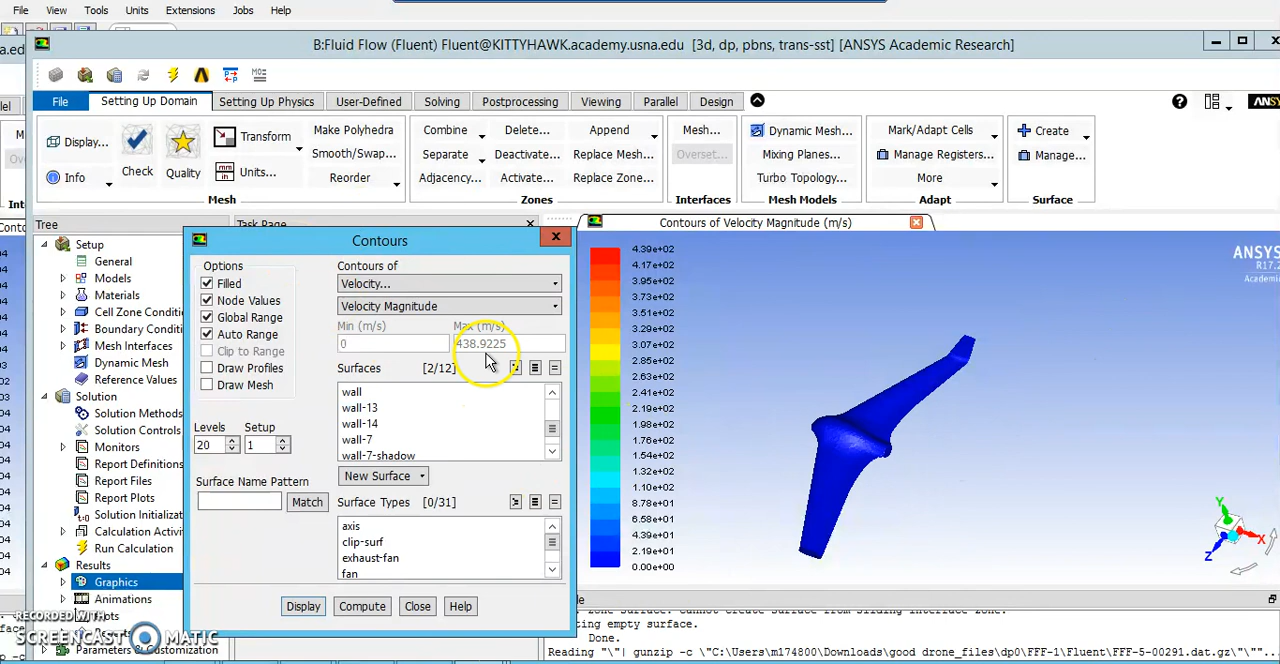 File View Tools Units Extensions Jobs Help
B:Fluid Flow (Fluent) Fluent@KITTYHAWK.academy.usna.edu [3d, dp, pbns, trans-sst] [ANSYS Academic Research]
File Setting Up Domain Setting Up Physics User-Defined Solving Postprocessing Viewing Parallel Design
Display... Check Quality Transform Make Polyhedra Combine Delete... Append Mesh... Dynamic Mesh... Mark/Adapt Cells Create
Units... Smooth/Swap... Separate Deactivate... Replace Mesh... Overset... Mixing Planes... Manage Registers... Manage...
Info Reorder Adjacency... Activate... Replace Zone... Turbo Topology... More
Mesh Zones Interfaces Mesh Models Adapt Surface
Tree
Setup
General
Models
Materials
Cell Zone Conditi
Boundary Conditi
Mesh Interfaces
Dynamic Mesh
Reference Values
Solution
Solution Methods
Solution Controls
Monitors
Report Definitions
Report Files
Report Plots
Solution Initializat
Calculation Activi
Run Calculation
Results
Graphics
Animations
Parameters & Customization
Task Page
Contours
Options
Filled
Node Values
Global Range
Auto Range
Clip to Range
Draw Profiles
Draw Mesh
Levels Setup
20 1
Surface Name Pattern
Match
Contours of
Velocity...
Velocity Magnitude
Min (m/s) Max (m/s)
0 438.9225
Surfaces [2/12]
wall
wall-13
wall-14
wall-7
wall-7-shadow
New Surface
Surface Types [0/31]
axis
clip-surf
exhaust-fan
fan
Display Compute Close Help
Contours of Velocity Magnitude (m/s)
4.39e+02
4.17e+02
3.95e+02
3.73e+02
3.51e+02
3.29e+02
3.07e+02
2.85e+02
2.63e+02
2.41e+02
2.19e+02
1.98e+02
1.76e+02
1.54e+02
1.32e+02
1.10e+02
8.78e+01
6.58e+01
4.39e+01
2.19e+01
0.00e+00
ANSYS
R17.2
Y
X
Z
zone surface. Cannot create surface from sliding interface zone.
ting empty surface.
Done.
Reading "\"| gunzip -c \"C:\Users\m174800\Downloads\good drone_files\dp0\FFF-1\Fluent\FFF-5-00291.dat.gz\"\""...
RECORDED WITH
SCREENCAST MATIC